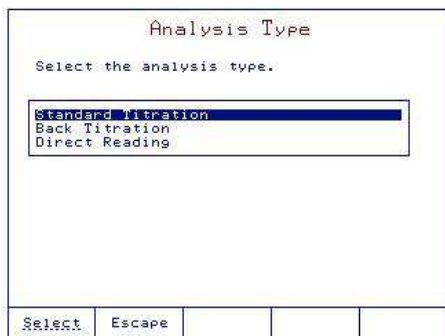 Analysis Type
Select the analysis type.
Standard Titration
Back Titration
Direct Reading
Select Escape